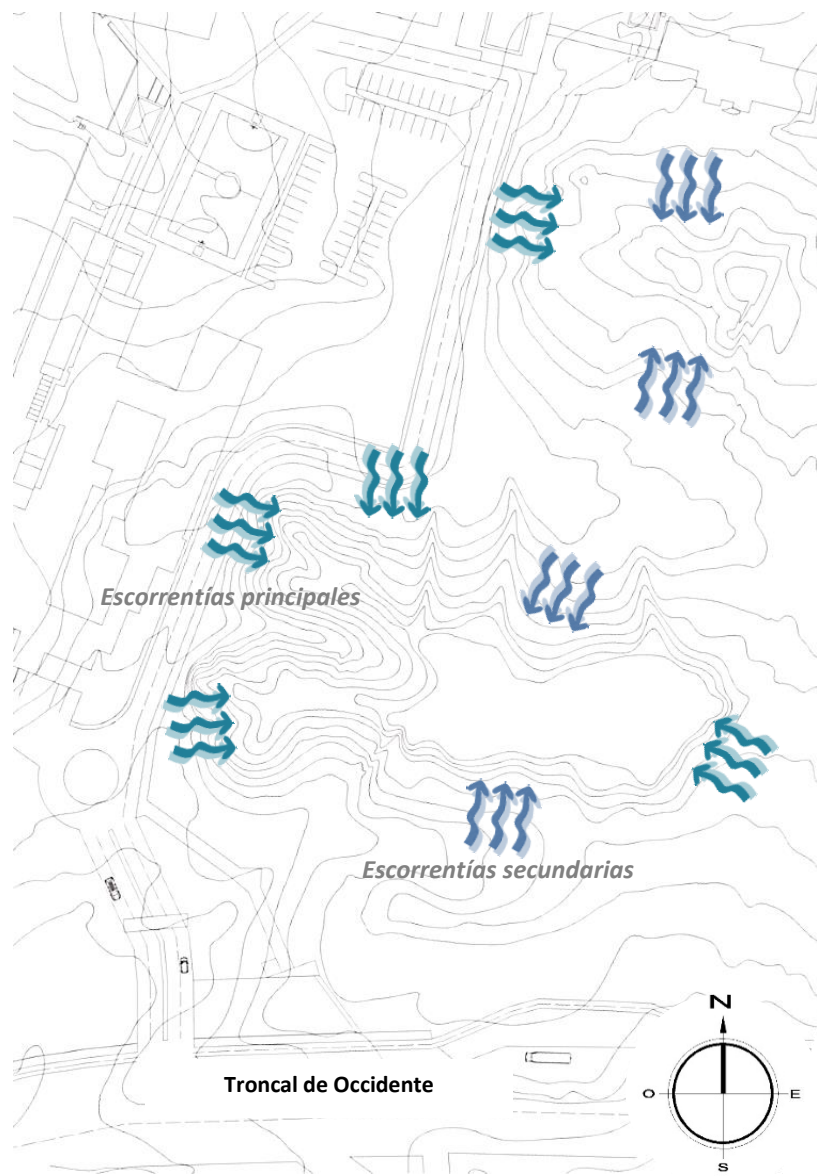 Escorrentías principales
Escorrentías secundarias
N
O
E
S
Troncal de Occidente